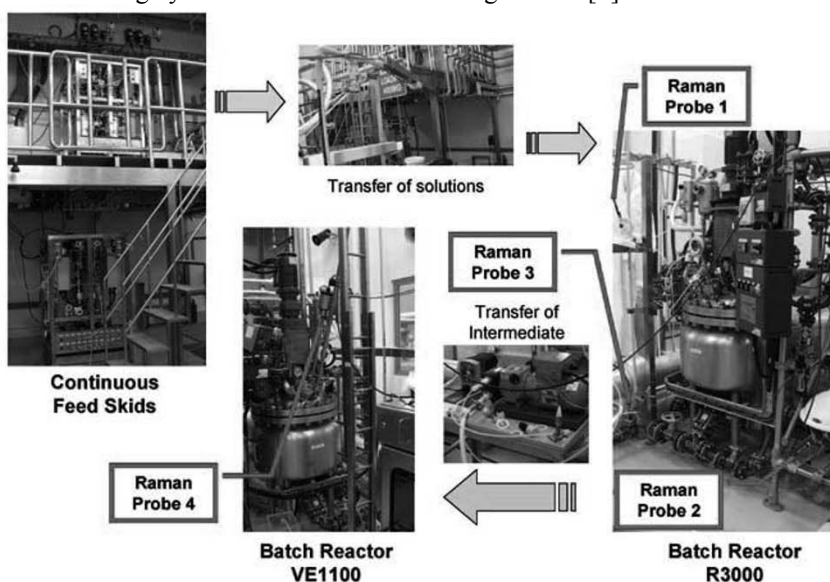 Raman
Probe 1
Transfer of solutions
Raman
Probe 3
Transfer of
Intermediate
Continuous
Feed Skids
Raman
Probe 4
Raman
Probe 2
Batch Reactor
VE1100
Batch Reactor
R3000